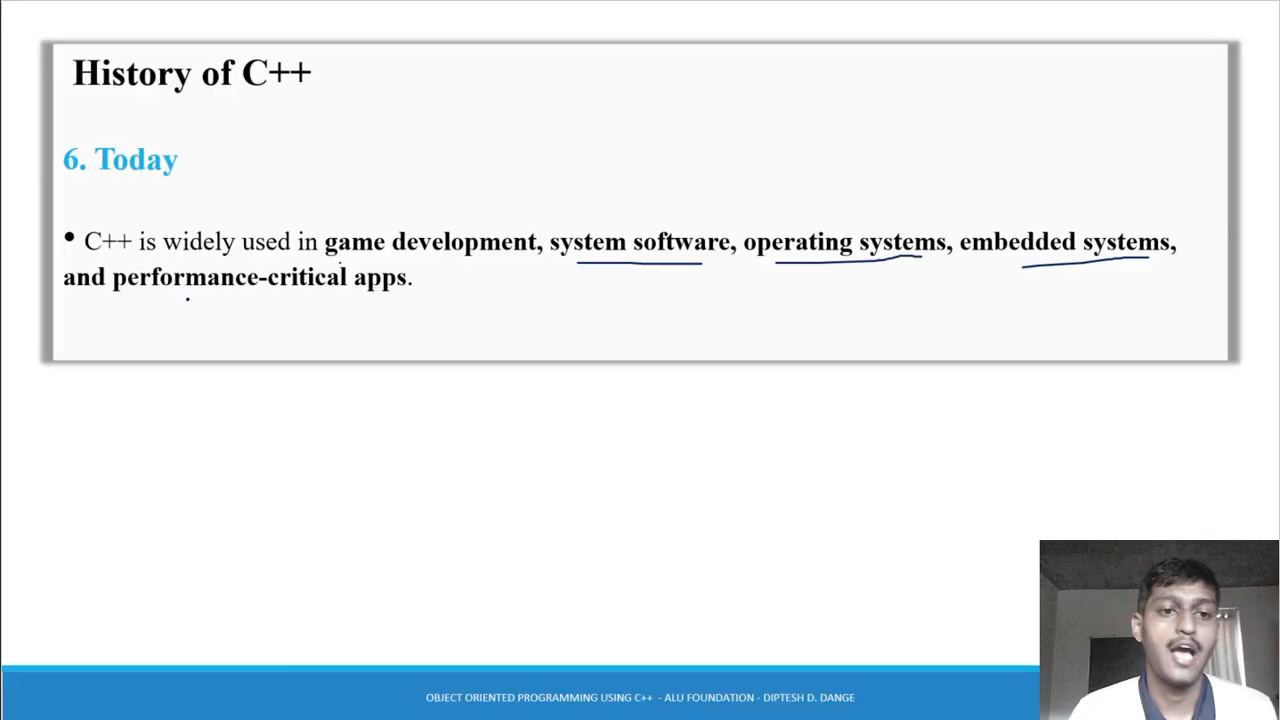 History of C++
6. Today
• C++ is widely used in game development, system software, operating systems, embedded systems,
and performance-critical apps.
OBJECT ORIENTED PROGRAMMING USING C++ - ALU FOUNDATION - DIPTESH D. DANGE